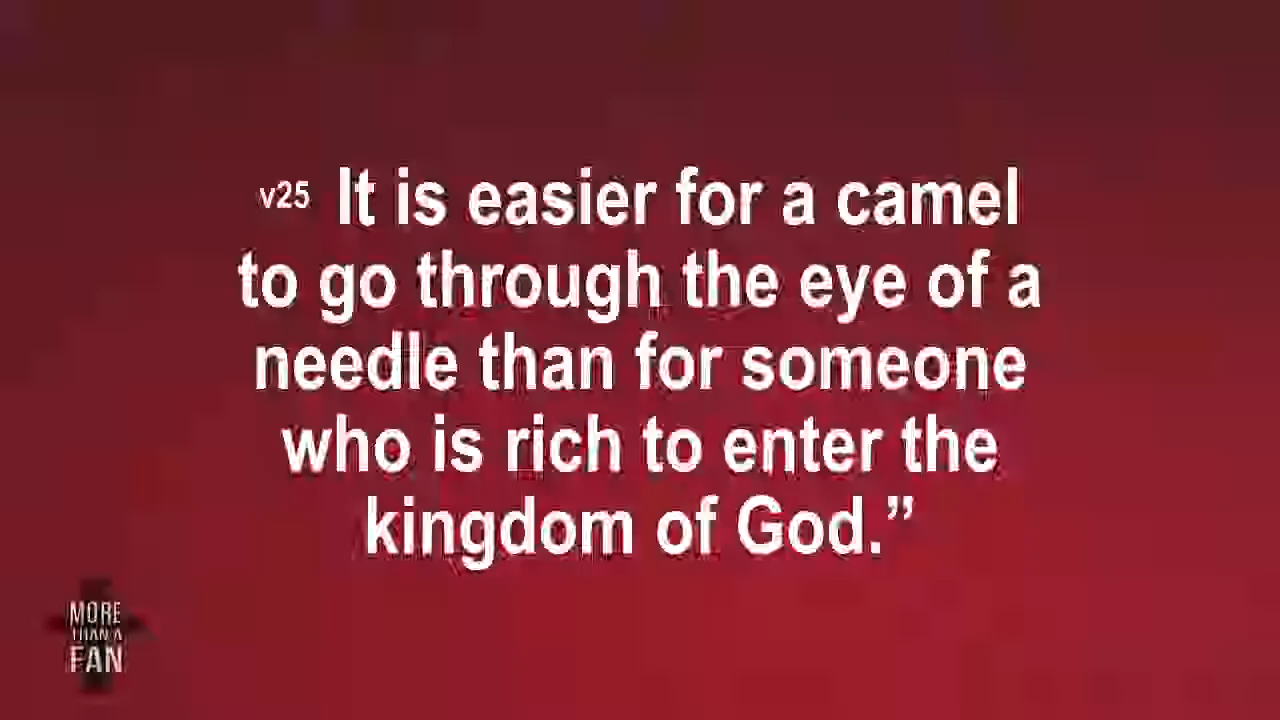 v25 It is easier for a camel
to go through the eye of a
needle than for someone
who is rich to enter the
kingdom of God.”
MORE
THAN A
FAN